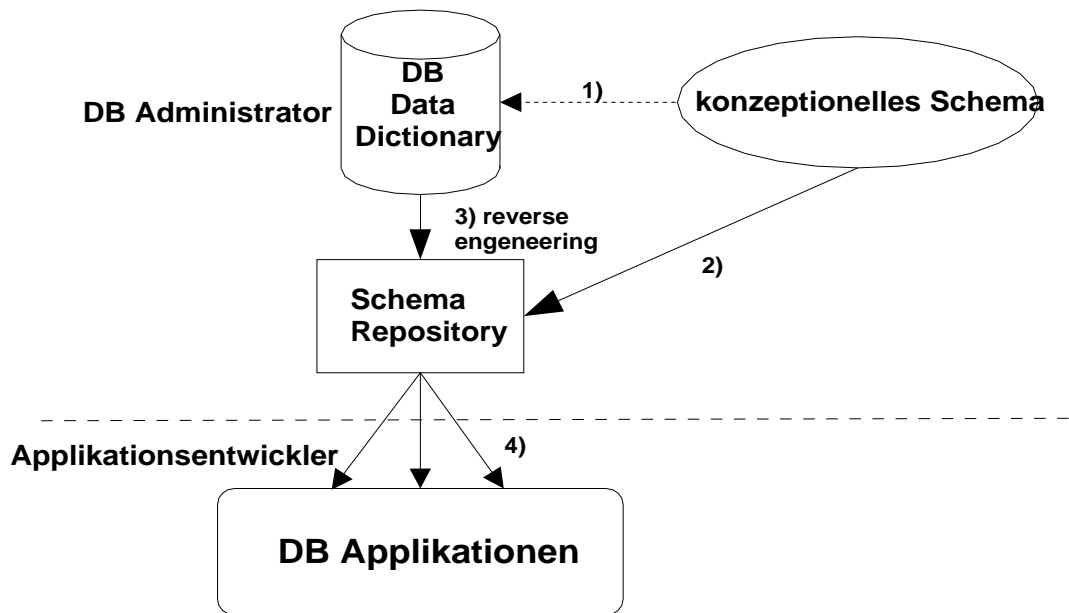 DB
Data
Dictionary
DB Administrator
1)
konzeptionelles Schema
3) reverse
engeneering
2)
Schema
Repository
4)
Applikationsentwickler
DB Applikationen